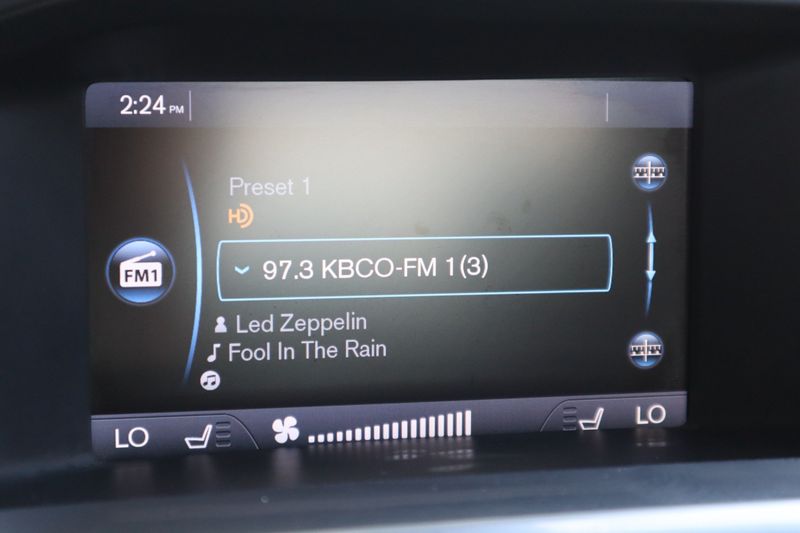 2:24 PM
Preset 1
HD
FM1
97.3 KBCO-FM 1(3)
Led Zeppelin
Fool In The Rain
LO
LO